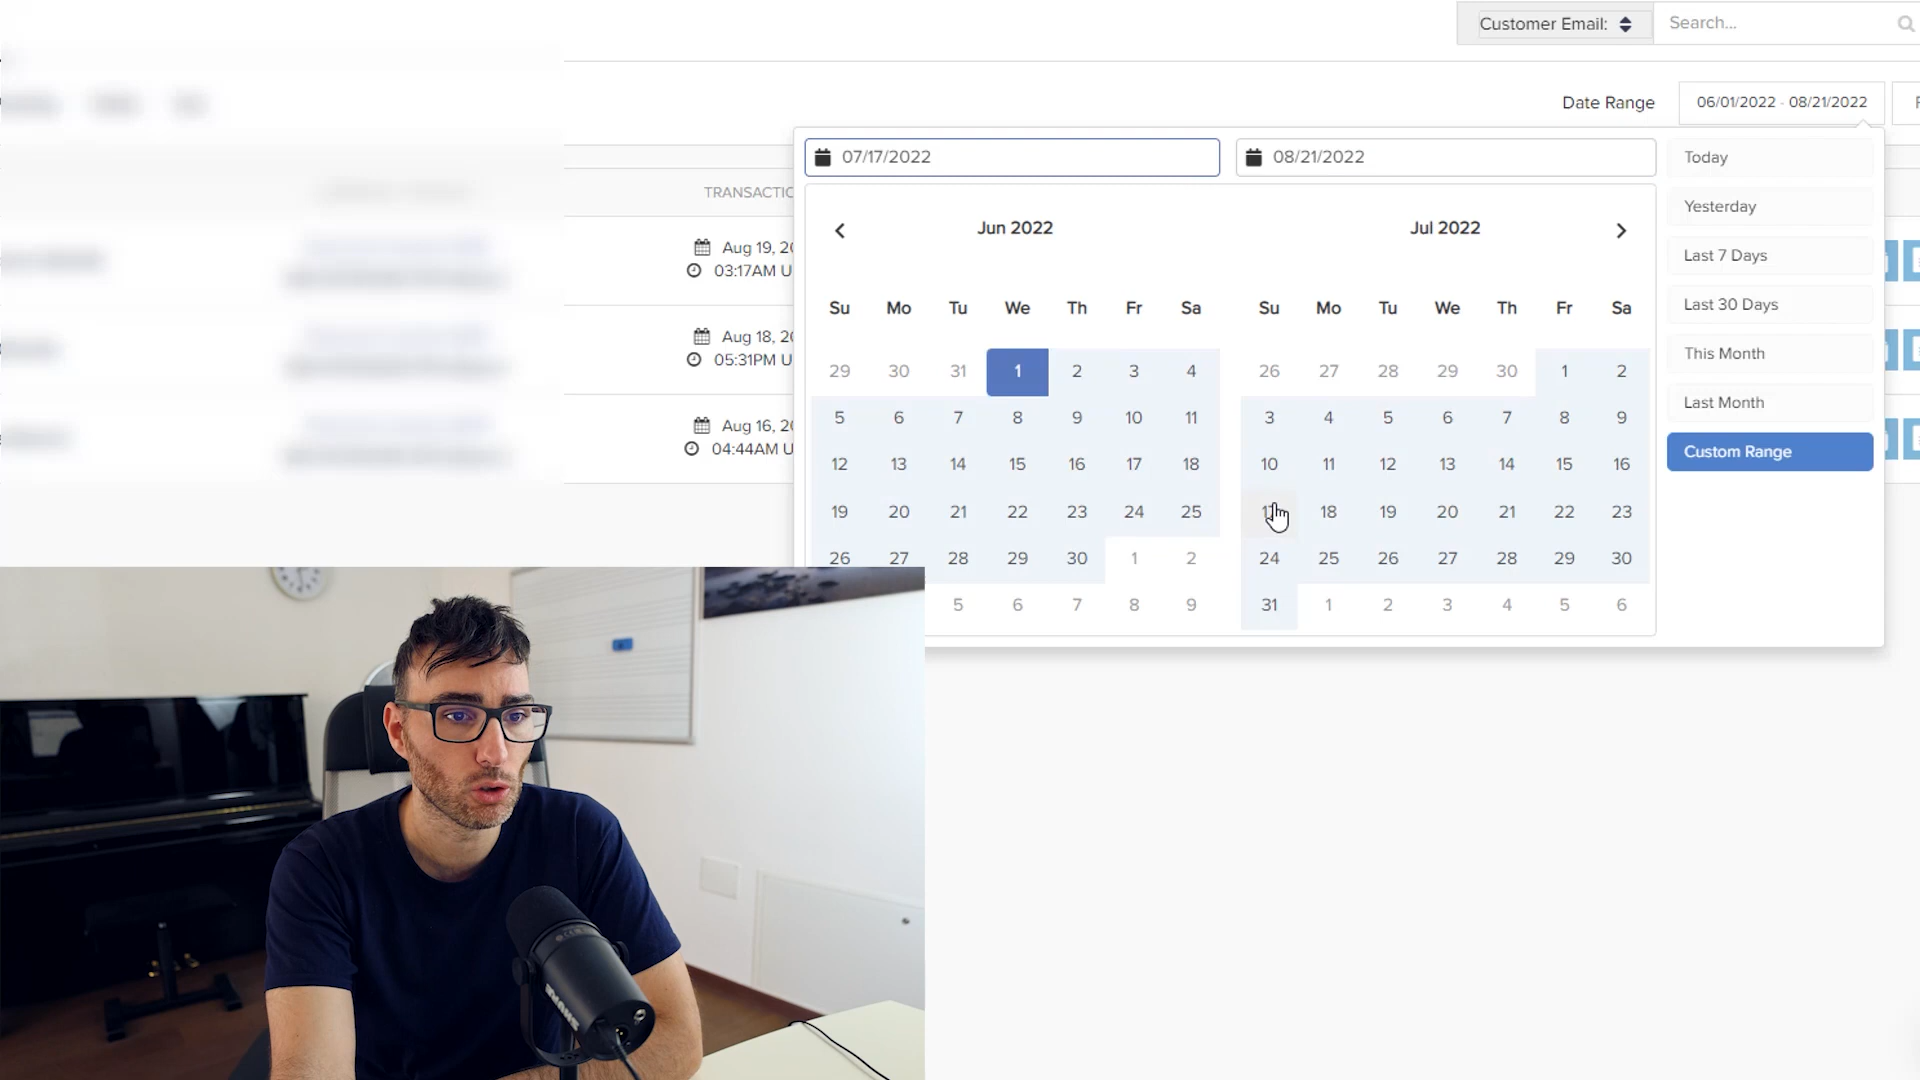 Customer Email:
Search...
Date Range
06/01/2022 - 08/21/2022
07/17/2022
08/21/2022
Today
Yesterday
Last 7 Days
Last 30 Days
This Month
Last Month
Custom Range
TRANSACTIO
Aug 19, 20
03:17AM U
Aug 18, 20
05:31PM U
Aug 16, 20
04:44AM U
Jun 2022
Su Mo Tu We Th Fr Sa
29 30 31 1 2 3 4
5 6 7 8 9 10 11
12 13 14 15 16 17 18
19 20 21 22 23 24 25
26 27 28 29 30 1 2
5 6 7 8 9
Jul 2022
Su Mo Tu We Th Fr Sa
26 27 28 29 30 1 2
3 4 5 6 7 8 9
10 11 12 13 14 15 16
17 18 19 20 21 22 23
24 25 26 27 28 29 30
31 1 2 3 4 5 6
SHURE